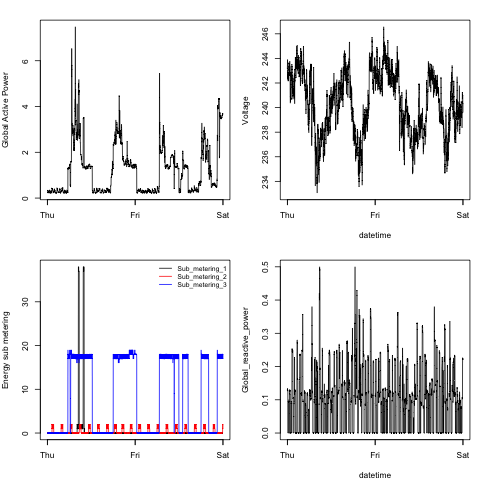 Global Active Power
0 2 4 6
Thu Fri Sat
Voltage
234 236 238 240 242 244 246
Thu Fri Sat
datetime
Energy sub metering
0 10 20 30
Sub_metering_1
Sub_metering_2
Sub_metering_3
Thu Fri Sat
Global_reactive_power
0.0 0.1 0.2 0.3 0.4 0.5
Thu Fri Sat
datetime